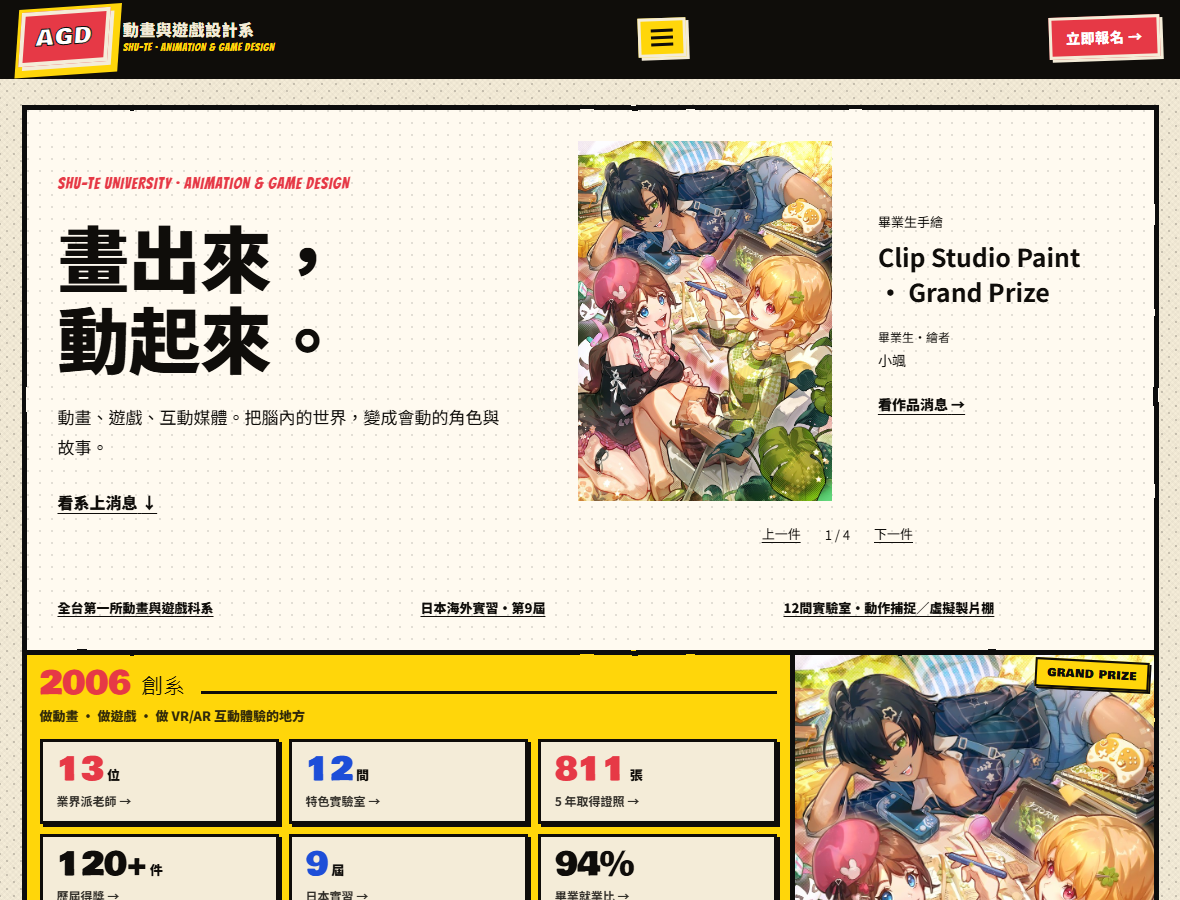 AGD
動畫與遊戲設計系
SHU-TE · ANIMATION & GAME DESIGN
立即報名 →
SHU-TE UNIVERSITY · ANIMATION & GAME DESIGN
畫出來，
動起來。
動畫、遊戲、互動媒體。把腦內的世界，變成會動的角色與
故事。
看系上消息 ↓
畢業生手繪
Clip Studio Paint
・ Grand Prize
畢業生・繪者
小颯
看作品消息 →
上一件
1 / 4
下一件
全台第一所動畫與遊戲科系
日本海外實習・第9屆
12間實驗室・動作捕捉／虛擬製片棚
2006 創系
做動畫 ・ 做遊戲 ・ 做 VR/AR 互動體驗的地方
GRAND PRIZE
13 位
業界派老師 →
12 間
特色實驗室 →
811 張
5 年取得證照 →
120+ 件
歷屆得獎 →
9 屆
日本實習 →
94%
畢業就業比 →